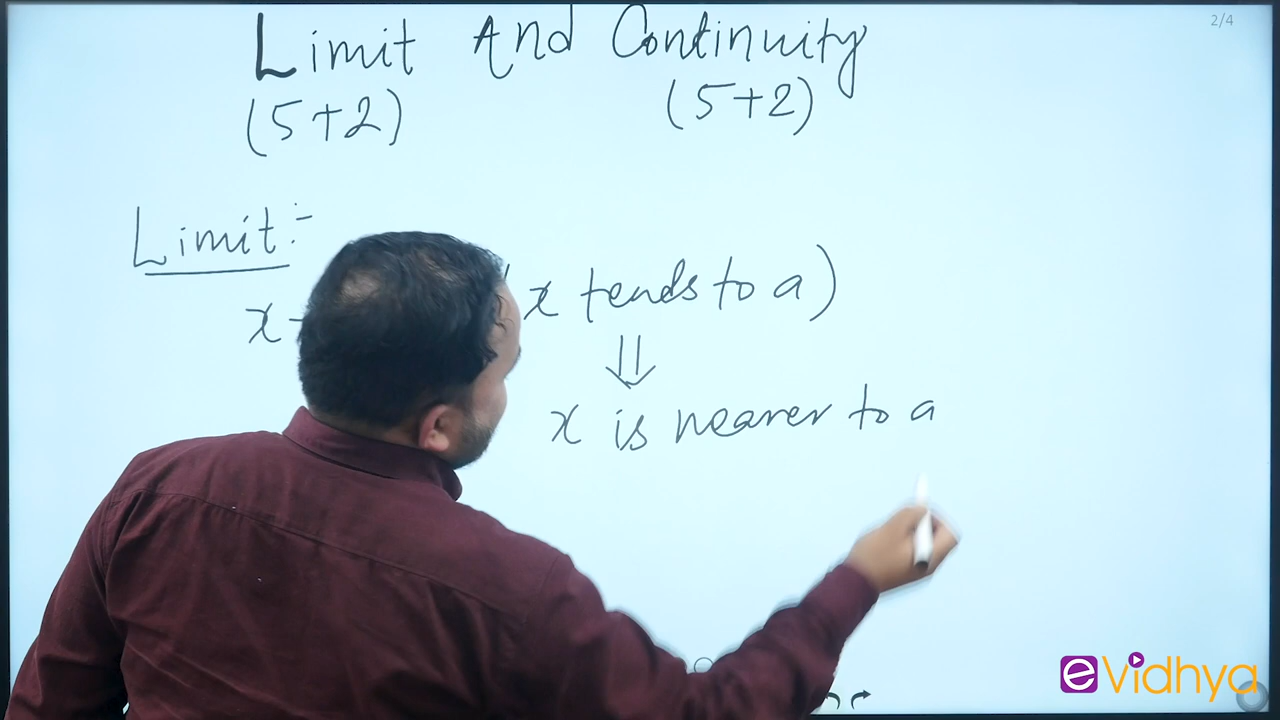 2/4
Limit And Continuity
(5+2) (5+2)
Limit:-
x (x tends to a)
⇓
x is nearer to a
eVidhya